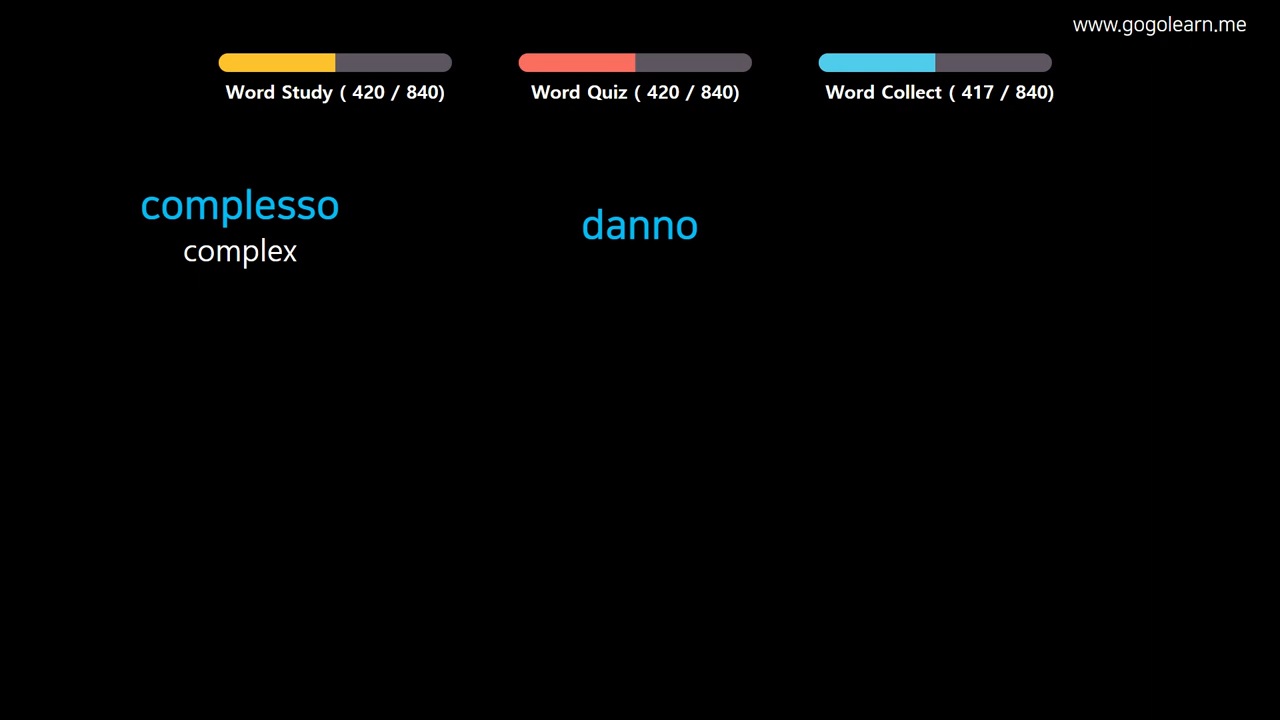 www.gogolearn.me
Word Study ( 420 / 840)
Word Quiz ( 420 / 840)
Word Collect ( 417 / 840)
complesso
complex
danno